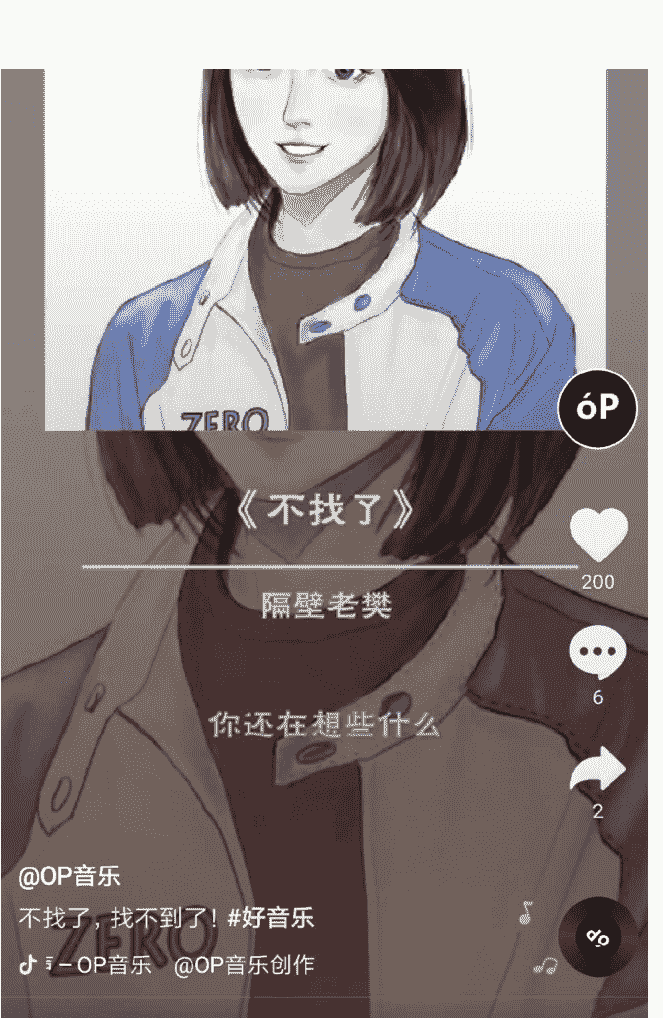 ZERO
óP
《不找了》
200
隔壁老樊
6
你还在想些什么
2
@OP音乐
不找了，找不到了！#好音乐
ZERO
OP音乐 @OP音乐创作
op